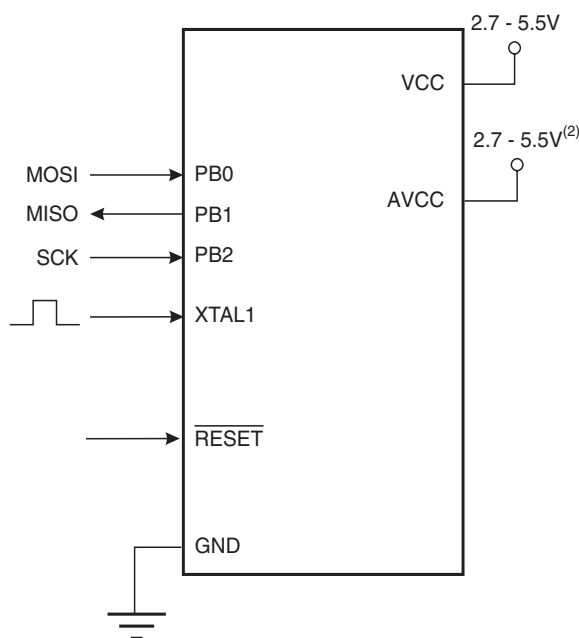 2.7 - 5.5V
VCC
2.7 - 5.5V(2)
MOSI PB0
AVCC
MISO PB1
SCK PB2
XTAL1
RESET
GND